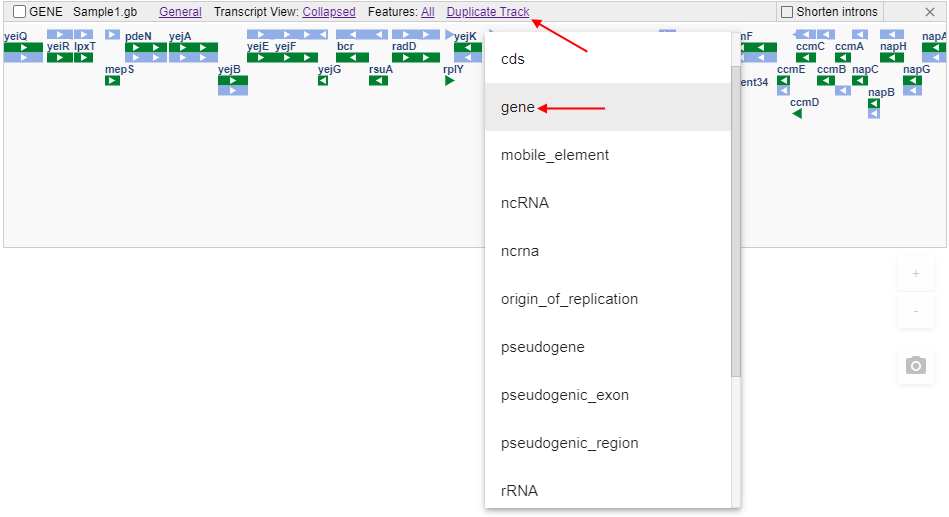 GENE Sample1.gb General Transcript View: Collapsed Features: All Duplicate Track Shorten introns
yeiQ pdeN yejA yejK nF napA
yeiR lpxT yejE yejF bcr radD ccmC ccmA napH
mepS yejB yejG rsuA rplY ent34 ccmE ccmB napC napG
napB
ccmD
cds
gene
mobile_element
ncRNA
ncrna
origin_of_replication
pseudogene
pseudogenic_exon
pseudogenic_region
rRNA
+
-